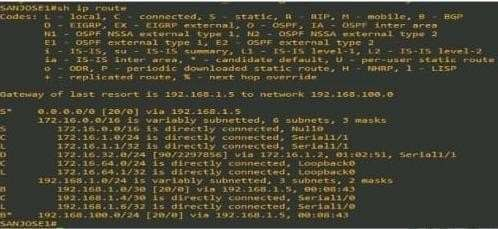 SANJOSE1#sh ip route
Codes: L - local, C - connected, S - static, R - RIP, M - mobile, B - BGP
D - EIGRP, EX - EIGRP external, O - OSPF, IA - OSPF inter area
N1 - OSPF NSSA external type 1, N2 - OSPF NSSA external type 2
E1 - OSPF external type 1, E2 - OSPF external type 2
i - IS-IS, su - IS-IS summary, L1 - IS-IS level-1, L2 - IS-IS level-2
ia - IS-IS inter area, * - candidate default, U - per-user static route
o - ODR, P - periodic downloaded static route, H - NHRP, l - LISP
+ - replicated route, % - next hop override
Gateway of last resort is 192.168.1.5 to network 192.168.100.0
0.0.0.0/0 [20/0] via 192.168.1.5
172.16.0.0/16 is variably subnetted, 6 subnets, 3 masks
S 172.16.0.0/16 is directly connected, Null0
C 172.16.1.0/24 is directly connected, Serial1/1
L 172.16.1.1/32 is directly connected, Serial1/1
D 172.16.32.0/24 [90/2297856] via 172.16.1.2, 01:02:51, Serial1/1
C 172.16.64.0/24 is directly connected, Loopback0
L 172.16.64.1/32 is directly connected, Loopback0
192.168.1.0/24 is variably subnetted, 3 subnets, 2 masks
B 192.168.1.0/30 [20/0] via 192.168.1.5, 00:08:43
C 192.168.1.4/30 is directly connected, Serial1/0
L 192.168.1.6/32 is directly connected, Serial1/0
B* 192.168.100.0/24 [20/0] via 192.168.1.5, 00:08:43
SANJOSE1#